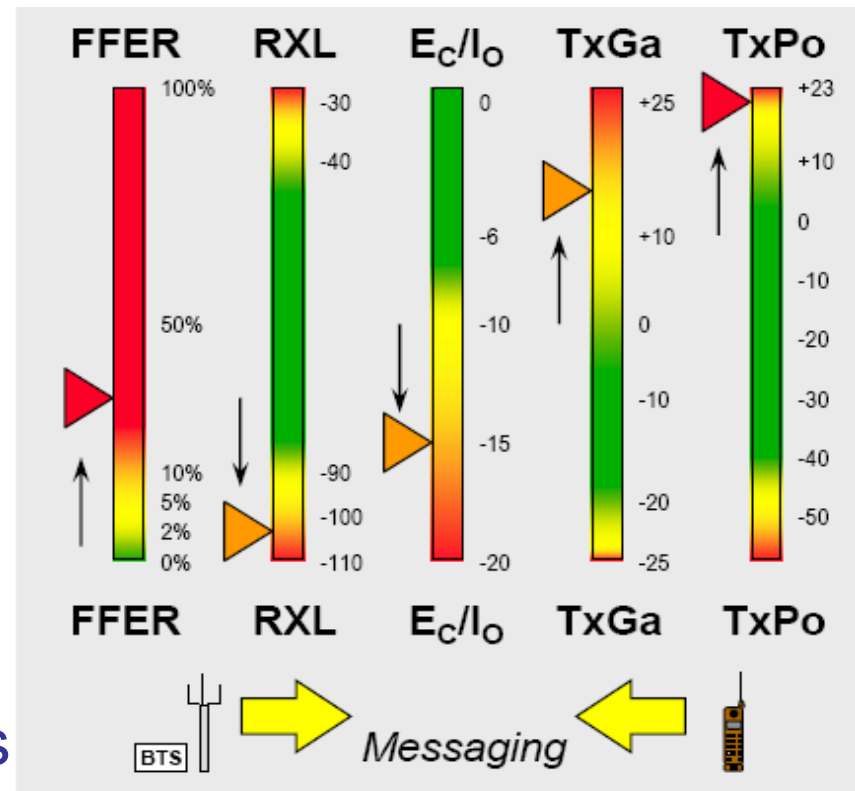 FFER RXL EC/IO TxGa TxPo
100% -30 0 +25 +23
-40 +10
-6 +10 0
-10
50% -10 0 -20
-10 -30
-15 -40
10% -90
5% -20
2% -100 -50
0% -110 -20 -25
FFER RXL EC/IO TxGa TxPo
s
BTS Messaging